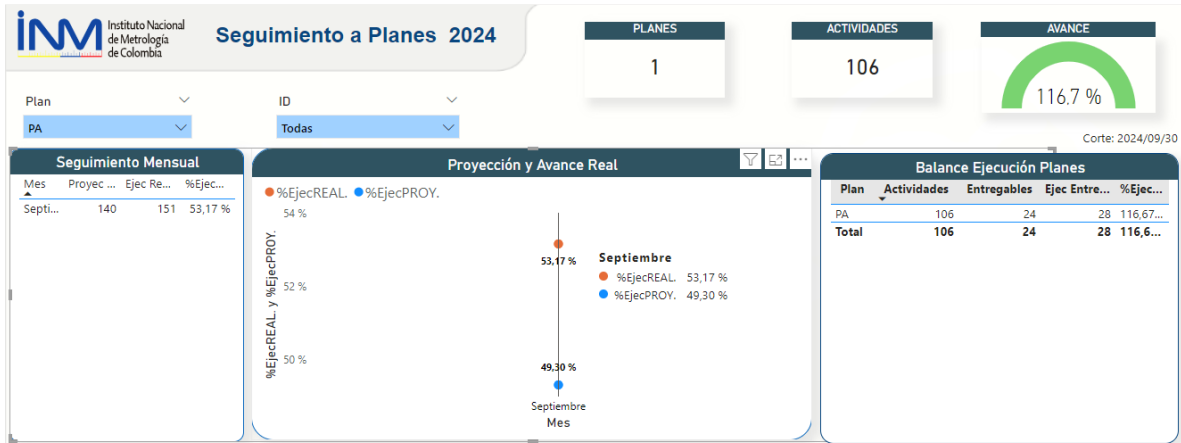 INM Instituto Nacional
de Metrología
de Colombia
Seguimiento a Planes 2024
PLANES
1
ACTIVIDADES
106
AVANCE
116,7 %
Plan
PA
ID
Todas
Corte: 2024/09/30
Seguimiento Mensual
Mes Proyec ... Ejec Re... %Ejec...
Septi... 140 151 53,17 %
Proyección y Avance Real
%EjecREAL. %EjecPROY.
%EjecREAL. y %EjecPROY.
54 %
52 %
50 %
53,17 %
49,30 %
Septiembre
%EjecREAL. 53,17 %
%EjecPROY. 49,30 %
Septiembre
Mes
Balance Ejecución Planes
Plan Actividades Entregables Ejec Entre... %Ejec...
PA 106 24 28 116,67...
Total 106 24 28 116,6...